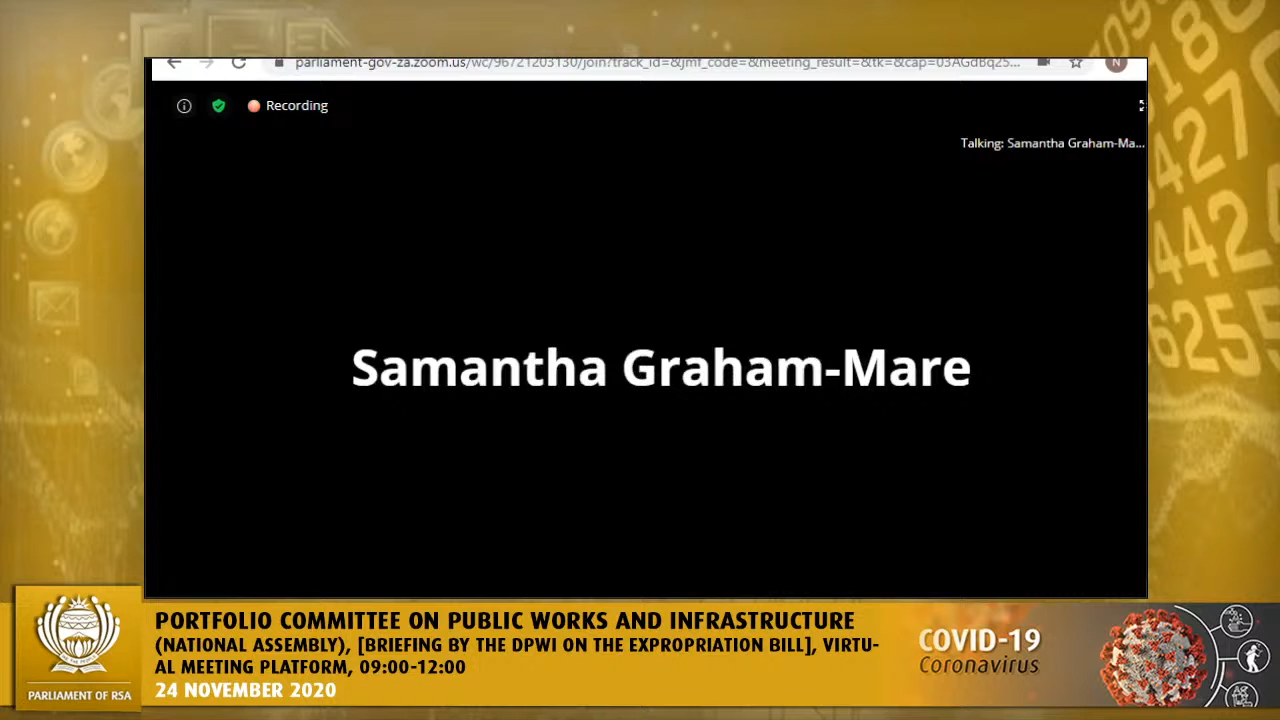 parliament-gov-za.zoom.us/wc/96721203130/join?track_id=&jmf_code=&meeting_result=&tk=&cap=03AGdBq25...
N
Recording
Talking: Samantha Graham-Ma...
Samantha Graham-Mare
PORTFOLIO COMMITTEE ON PUBLIC WORKS AND INFRASTRUCTURE
(NATIONAL ASSEMBLY), [BRIEFING BY THE DPWI ON THE EXPROPRIATION BILL], VIRTU-
AL MEETING PLATFORM, 09:00-12:00
24 NOVEMBER 2020
PARLIAMENT OF RSA
COVID-19
Coronavirus